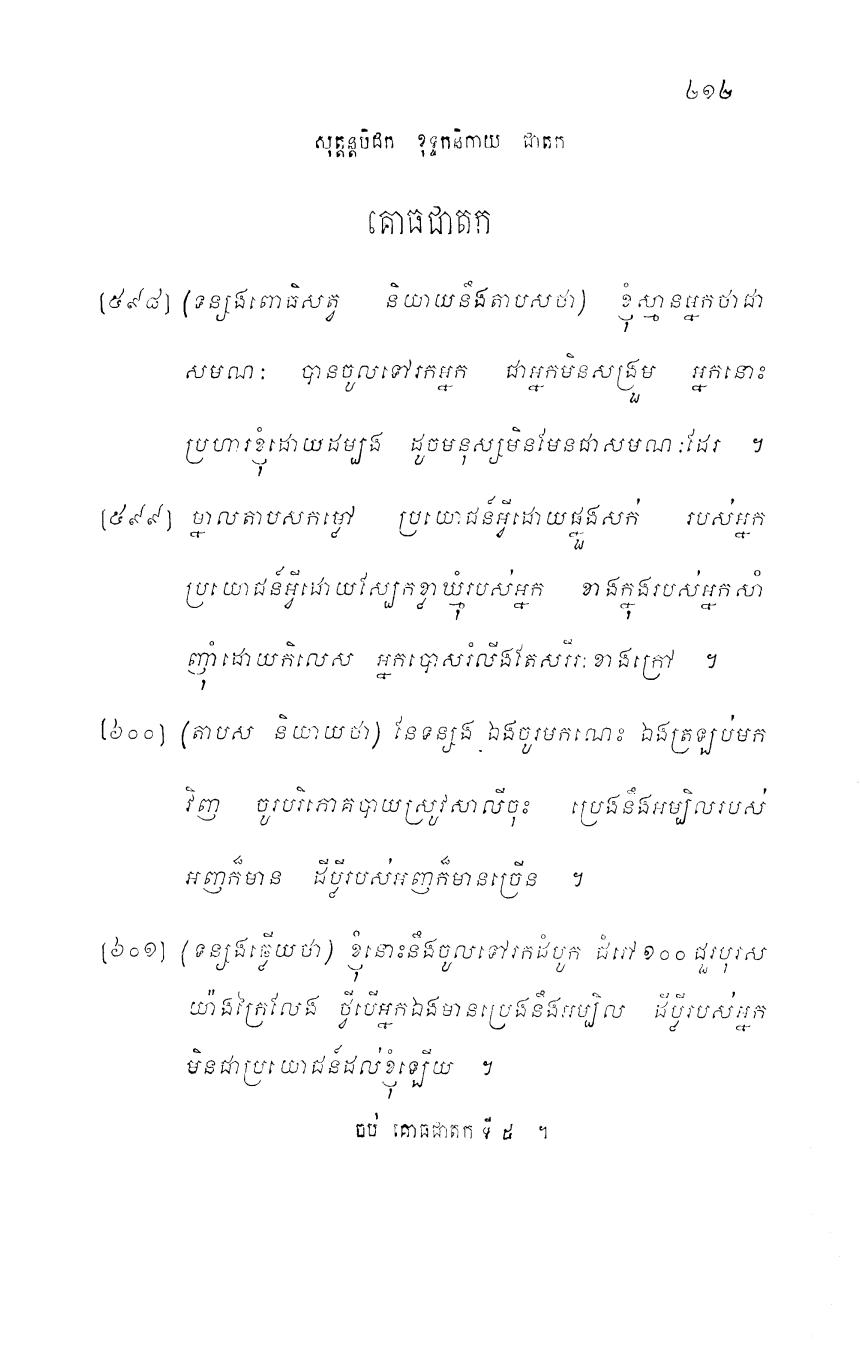 ២១២
សុត្តន្តបិដក ខុទ្ទកនិកាយ ជាតក
គោធជាតក
[៥៩៨] (ទន្សងពោធិសត្វ និយាយនឹងតាបសថា) ខ្ញុំស្មានអ្នកថាជា
សមណៈ បានចូលទៅរកអ្នក ជាអ្នកមិនសង្រួម អ្នកនោះ
ប្រហារខ្ញុំដោយដម្បង ដូចមនុស្សមិនមែនជាសមណៈដែរ ។
[៥៩៩] ម្នាលតាបសកម្ងៅ ប្រយោជន៍អ្វីដោយផ្នួងសក់ របស់អ្នក
ប្រយោជន៍អ្វីដោយស្បែកខ្លាឃ្មុំរបស់អ្នក ខាងក្នុងរបស់អ្នកសាំ
ញ៉ាំដោយកិលេស អ្នកបោសរំលីងតែសរីរៈខាងក្រៅ ។
[៦០០] (តាបស និយាយថា) នែទន្សង ឯងចូរមកណេះ ឯងត្រឡប់មក
វិញ ចូរបរិភោគបាយស្រូវសាលីចុះ ប្រេងនឹងអម្បិលរបស់
អញក៏មាន ដីប្លីរបស់អញក៏មានច្រើន ។
[៦០១] (ទន្សងឆ្លើយថា) ខ្ញុំនោះនឹងចូលទៅរកដំបូក ជំរៅ ១០០ ជួរបុរស
យ៉ាងក្រៃលែង ថ្វីបើអ្នកឯងមានប្រេងនឹងអម្បិល ដីប្លីរបស់អ្នក
មិនជាប្រយោជន៍ដល់ខ្ញុំឡើយ ។
ចប់ គោធជាតក ទី ៥ ។